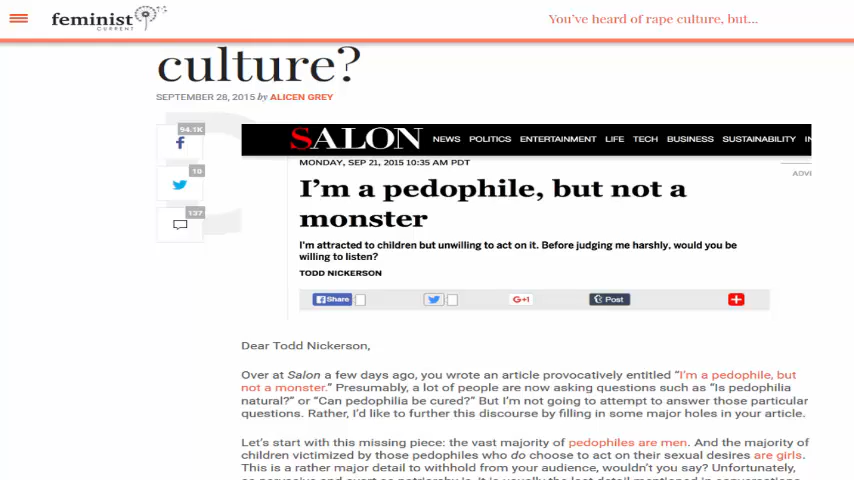 feminist
CURRENT
You've heard of rape culture, but...
culture?
SEPTEMBER 28, 2015 by ALICEN GREY
94.1K
10
137
SALON NEWS POLITICS ENTERTAINMENT LIFE TECH BUSINESS SUSTAINABILITY
MONDAY, SEP 21, 2015 10:35 AM PDT
I'm a pedophile, but not a
monster
I'm attracted to children but unwilling to act on it. Before judging me harshly, would you be
willing to listen?
TODD NICKERSON
Share G+1 Post
Dear Todd Nickerson,
Over at Salon a few days ago, you wrote an article provocatively entitled “I'm a pedophile, but
not a monster.” Presumably, a lot of people are now asking questions such as “Is pedophilia
natural?” or “Can pedophilia be cured?” But I'm not going to attempt to answer those particular
questions. Rather, I'd like to further this discourse by filling in some major holes in your article.
Let's start with this missing piece: the vast majority of pedophiles are men. And the majority of
children victimized by those pedophiles who do choose to act on their sexual desires are girls.
This is a rather major detail to withhold from your audience, wouldn't you say? Unfortunately,